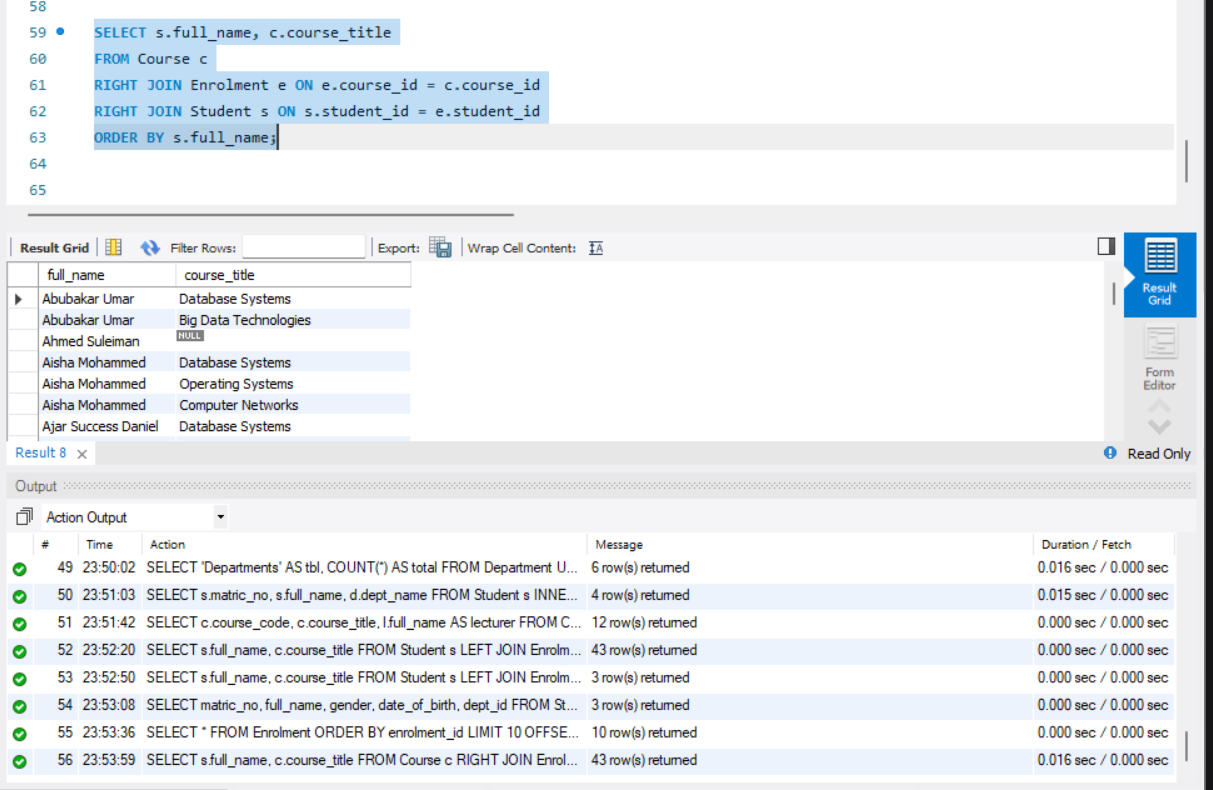 58
59 SELECT s.full_name, c.course_title
60 FROM Course c
61 RIGHT JOIN Enrolment e ON e.course_id = c.course_id
62 RIGHT JOIN Student s ON s.student_id = e.student_id
63 ORDER BY s.full_name;
64
65
Result Grid Filter Rows: Export: Wrap Cell Content:
full_name course_title
Abubakar Umar Database Systems
Abubakar Umar Big Data Technologies
Ahmed Suleiman NULL
Aisha Mohammed Database Systems
Aisha Mohammed Operating Systems
Aisha Mohammed Computer Networks
Ajar Success Daniel Database Systems
Result
Grid
Form
Editor
Result 8 Read Only
Output
Action Output
# Time Action Message Duration / Fetch
49 23:50:02 SELECT 'Departments' AS tbl, COUNT(*) AS total FROM Department U... 6 row(s) returned 0.016 sec / 0.000 sec
50 23:51:03 SELECT s.matric_no, s.full_name, d.dept_name FROM Student s INNE... 4 row(s) returned 0.015 sec / 0.000 sec
51 23:51:42 SELECT c.course_code, c.course_title, l.full_name AS lecturer FROM C... 12 row(s) returned 0.000 sec / 0.000 sec
52 23:52:20 SELECT s.full_name, c.course_title FROM Student s LEFT JOIN Enrolm... 43 row(s) returned 0.000 sec / 0.000 sec
53 23:52:50 SELECT s.full_name, c.course_title FROM Student s LEFT JOIN Enrolm... 3 row(s) returned 0.000 sec / 0.000 sec
54 23:53:08 SELECT matric_no, full_name, gender, date_of_birth, dept_id FROM St... 3 row(s) returned 0.000 sec / 0.000 sec
55 23:53:36 SELECT * FROM Enrolment ORDER BY enrolment_id LIMIT 10 OFFSE... 10 row(s) returned 0.000 sec / 0.000 sec
56 23:53:59 SELECT s.full_name, c.course_title FROM Course c RIGHT JOIN Enrol... 43 row(s) returned 0.016 sec / 0.000 sec